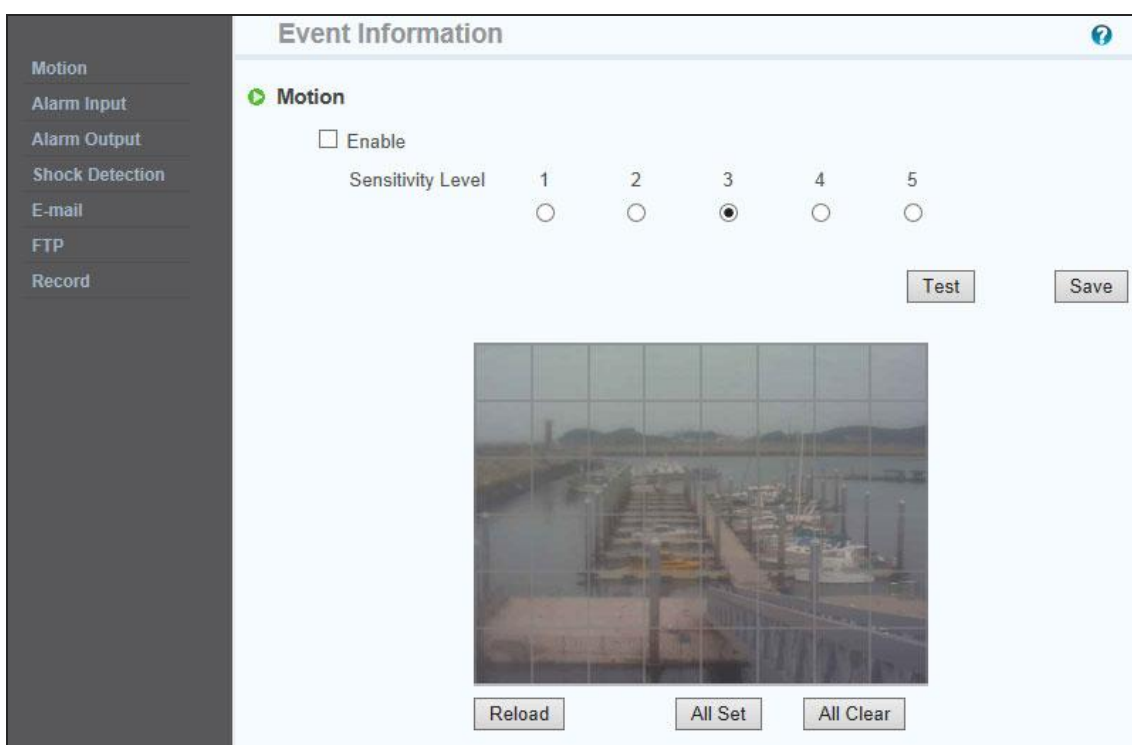 Event Information
?
Motion
Alarm Input
Alarm Output
Shock Detection
E-mail
FTP
Record
Motion
Enable
Sensitivity Level 1 2 3 4 5
Test Save
Reload All Set All Clear